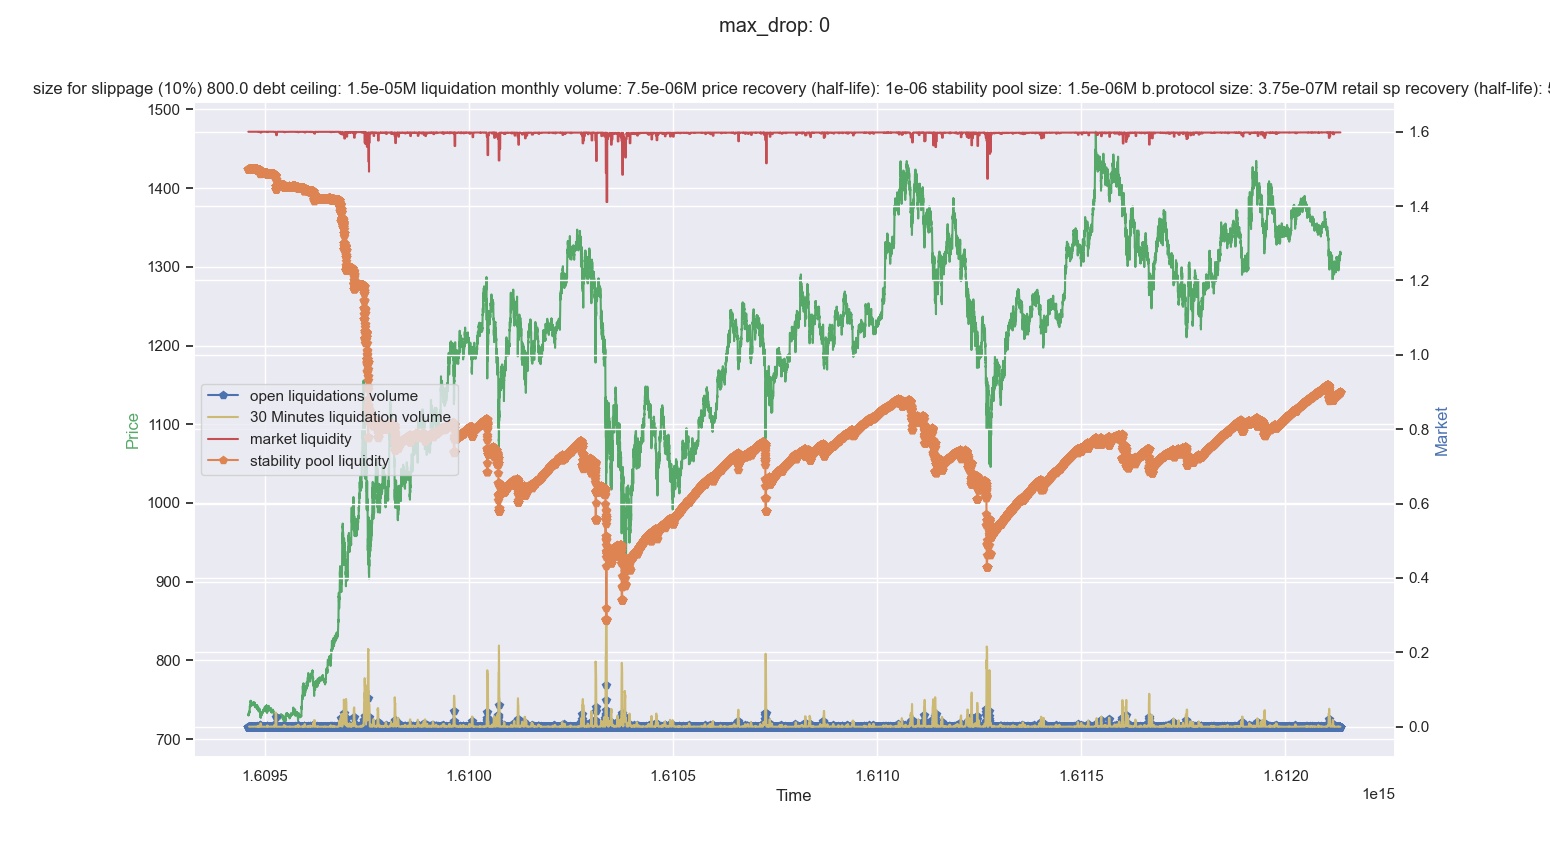 max_drop: 0
size for slippage (10%) 800.0 debt ceiling: 1.5e-05M liquidation monthly volume: 7.5e-06M price recovery (half-life): 1e-06 stability pool size: 1.5e-06M b.protocol size: 3.75e-07M retail sp recovery (half-life):
1500
1400
1300
1200
1100
1000
900
800
700
Price
open liquidations volume
30 Minutes liquidation volume
market liquidity
stability pool liquidity
1.6
1.4
1.2
1.0
0.8
0.6
0.4
0.2
0.0
Market
1.6095 1.6100 1.6105 1.6110 1.6115 1.6120
Time
1e15